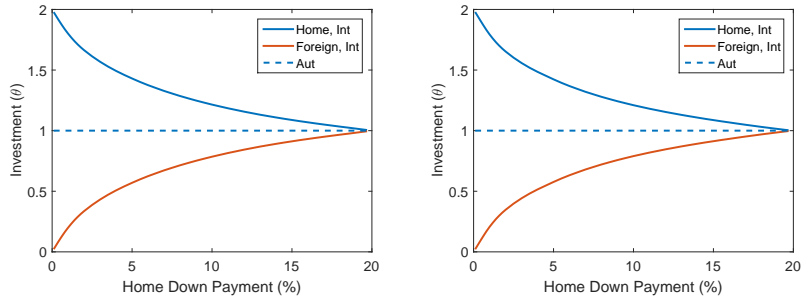 2
1.5
1
0.5
0
Investment (θ)
Home, Int
Foreign, Int
Aut
0
5
10
15
20
Home Down Payment (%)
2
1.5
1
0.5
0
Investment (θ)
Home, Int
Foreign, Int
Aut
0
5
10
15
20
Home Down Payment (%)